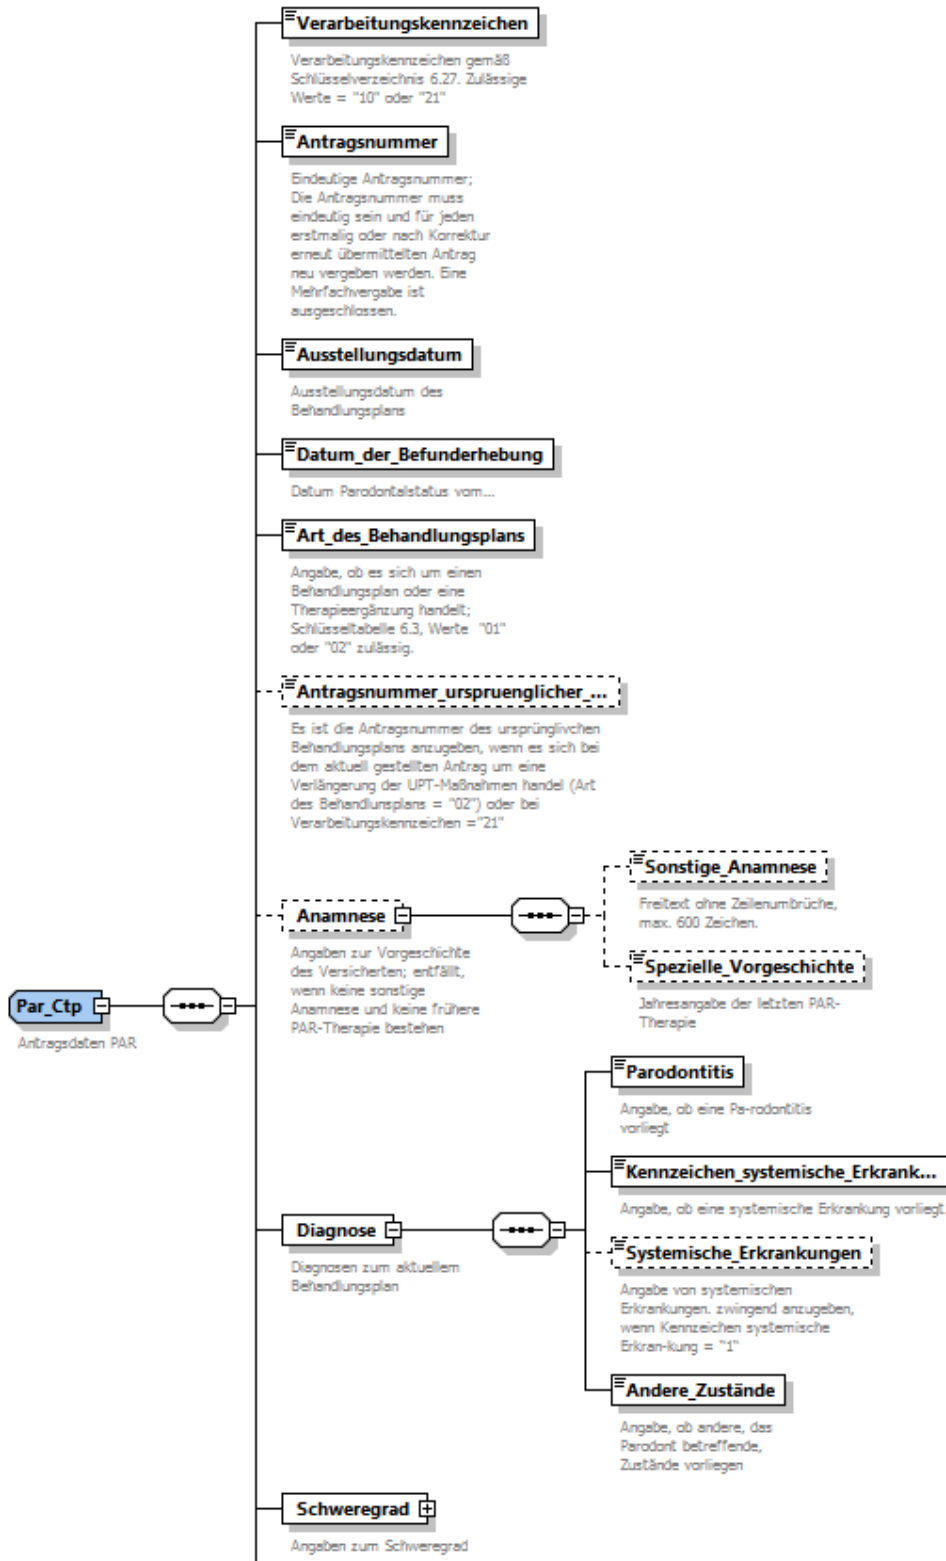 Verarbeitungskennzeichen
Verarbeitungskennzeichen gemäß
Schlüsselverzeichnis 6.27. Zulässige
Werte = "10" oder "21"
Antragsnummer
Eindeutige Antragsnummer;
Die Antragsnummer muss
eindeutig sein und für jeden
erstmalig oder nach Korrektur
erneut übermittelten Antrag
neu vergeben werden. Eine
Mehrfachvergabe ist
ausgeschlossen.
Ausstellungsdatum
Ausstellungsdatum des
Behandlungsplans
Datum_der_Befunderhebung
Datum Parodontalstatus vom...
Art_des_Behandlungsplans
Angabe, ob es sich um einen
Behandlungsplan oder eine
Therapieergänzung handelt;
Schlüsseltabelle 6.3, Werte "01"
oder "02" zulässig.
Antragsnummer_urspruenglicher_...
Es ist die Antragsnummer des ursprünglivchen
Behandlungsplans anzugeben, wenn es sich bei
dem aktuell gestellten Antrag um eine
Verlängerung der UPT-Maßnahmen handel (Art
des Behandlunsplans = "02") oder bei
Verarbeitungskennzeichen ="21"
Anamnese
Angaben zur Vorgeschichte
des Versicherten; entfällt,
wenn keine sonstige
Anamnese und keine frühere
PAR-Therapie bestehen
Sonstige_Anamnese
Freitext ohne Zeilenumbrüche,
max. 600 Zeichen.
Spezielle_Vorgeschichte
Jahresangabe der letzten PAR-
Therapie
Par_Ctp
Antragsdaten PAR
Diagnose
Diagnosen zum aktuellem
Behandlungsplan
Parodontitis
Angabe, ob eine Pa-rodontitis
vorliegt
Kennzeichen_systemische_Erkrank...
Angabe, ob eine systemische Erkrankung vorliegt.
Systemische_Erkrankungen
Angabe von systemischen
Erkrankungen. zwingend anzugeben,
wenn Kennzeichen systemische
Erkran-kung = "1"
Andere_Zustände
Angabe, ob andere, das
Parodont betreffende,
Zustände vorliegen
Schweregrad
Angaben zum Schweregrad